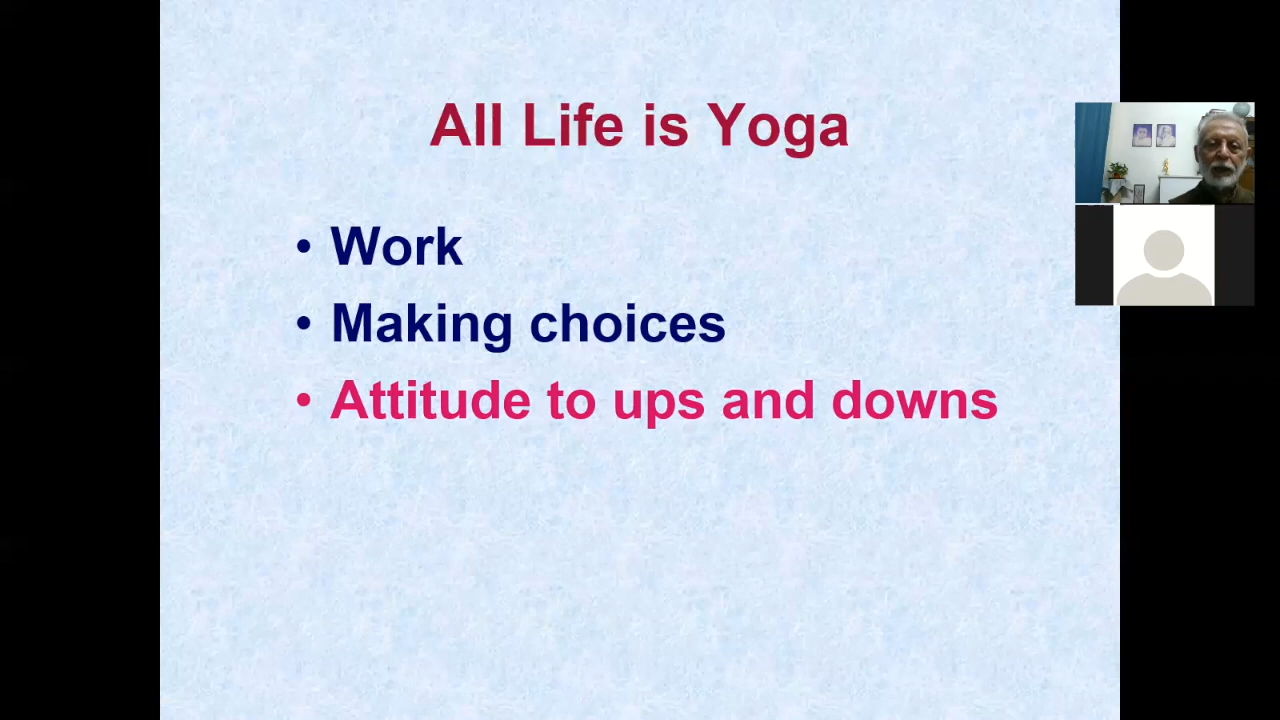 All Life is Yoga
• Work
• Making choices
• Attitude to ups and downs